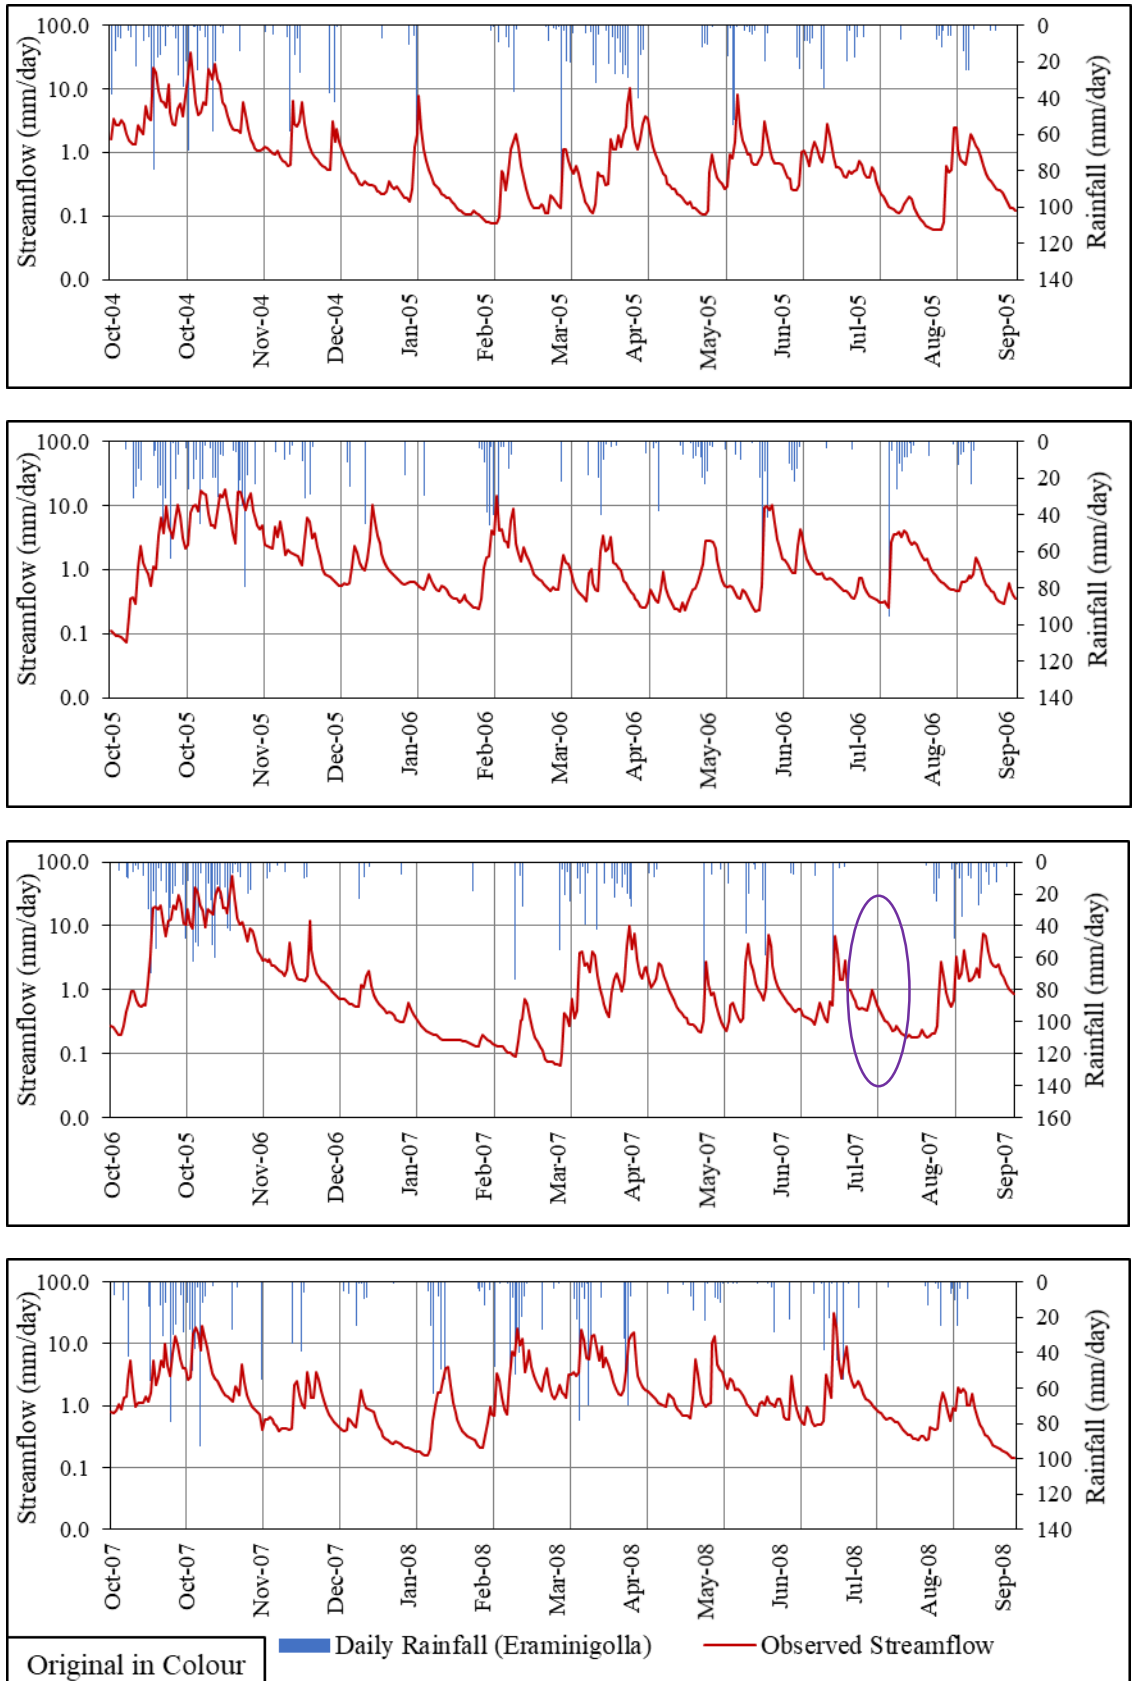 100.0
10.0
1.0
0.1
0.0
Streamflow (mm/day)
0
20
40
60
80
100
120
140
Rainfall (mm/day)
Oct-04
Oct-04
Nov-04
Dec-04
Jan-05
Feb-05
Mar-05
Apr-05
May-05
Jun-05
Jul-05
Aug-05
Sep-05
100.0
10.0
1.0
0.1
0.0
Streamflow (mm/day)
0
20
40
60
80
100
120
140
Rainfall (mm/day)
Oct-05
Oct-05
Nov-05
Dec-05
Jan-06
Feb-06
Mar-06
Apr-06
May-06
Jun-06
Jul-06
Aug-06
Sep-06
100.0
10.0
1.0
0.1
0.0
Streamflow (mm/day)
0
20
40
60
80
100
120
140
160
Rainfall (mm/day)
Oct-06
Oct-05
Nov-06
Dec-06
Jan-07
Feb-07
Mar-07
Apr-07
May-07
Jun-07
Jul-07
Aug-07
Sep-07
100.0
10.0
1.0
0.1
0.0
Streamflow (mm/day)
0
20
40
60
80
100
120
140
Rainfall (mm/day)
Oct-07
Oct-07
Nov-07
Dec-07
Jan-08
Feb-08
Mar-08
Apr-08
May-08
Jun-08
Jul-08
Aug-08
Sep-08
Daily Rainfall (Eraminigolla)
Observed Streamflow
Original in Colour